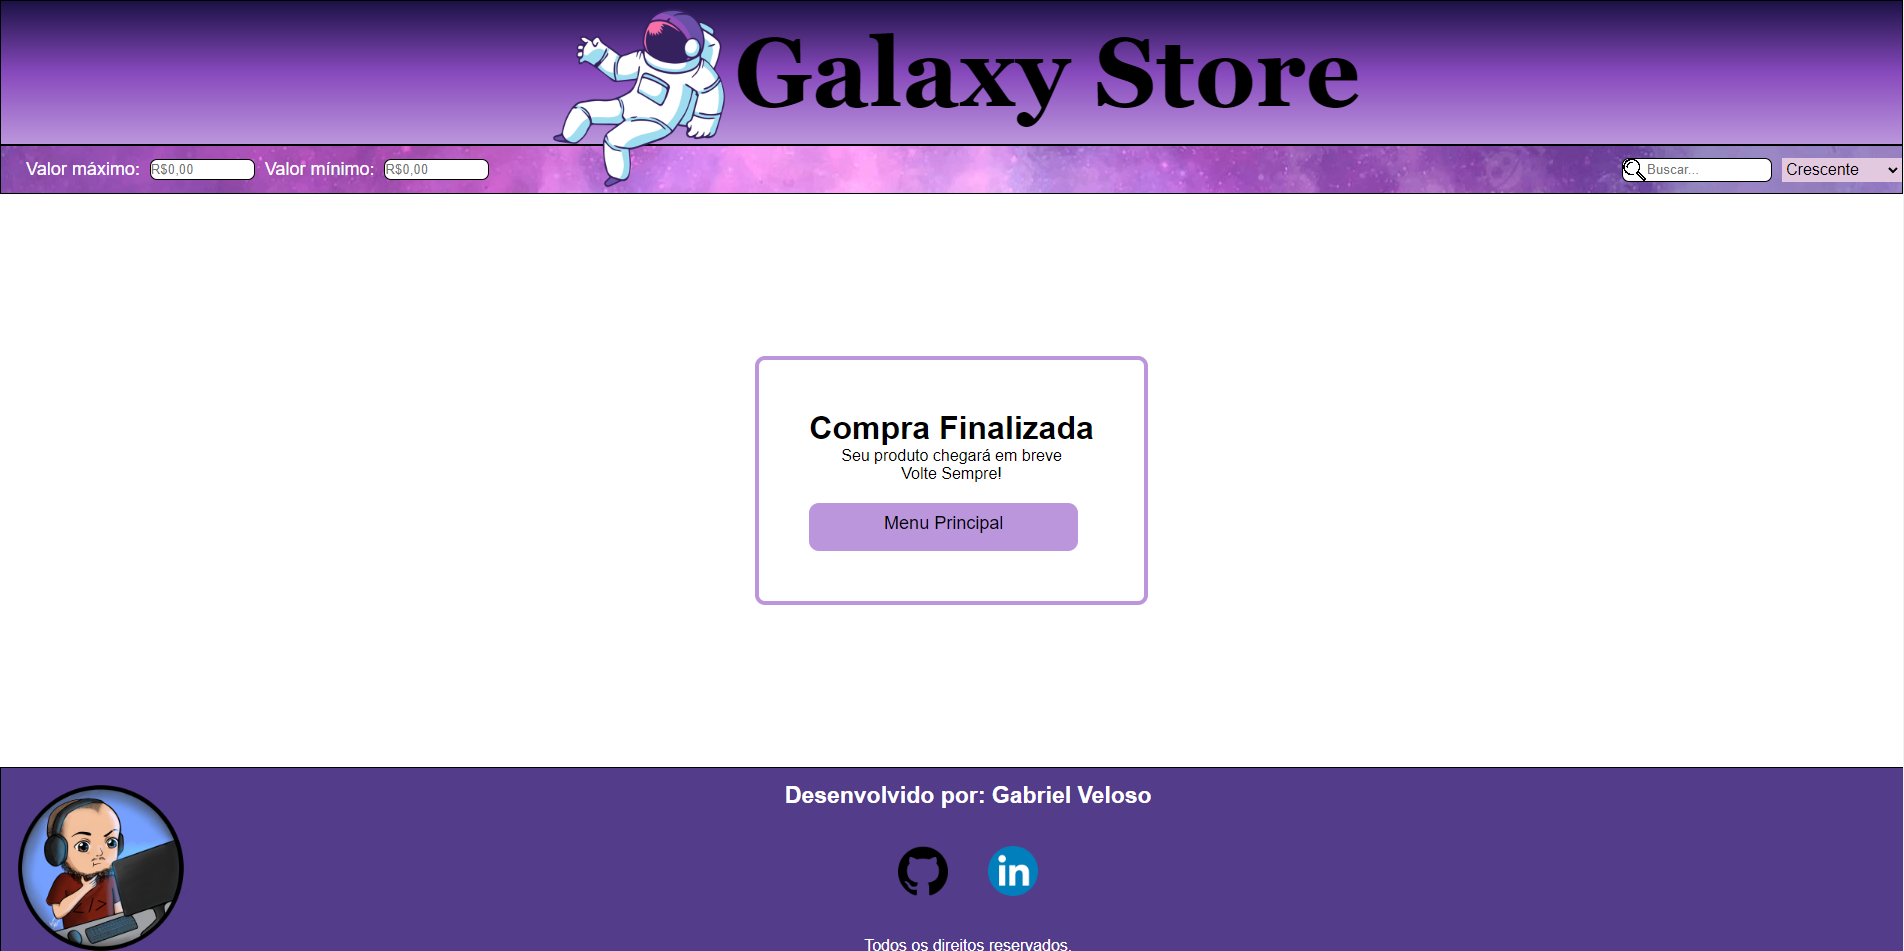 Galaxy Store
Valor máximo: R$0,00 Valor mínimo: R$0,00 Buscar... Crescente
Compra Finalizada
Seu produto chegará em breve
Volte Sempre!
Menu Principal
Desenvolvido por: Gabriel Veloso
in
</>
Todos os direitos reservados.